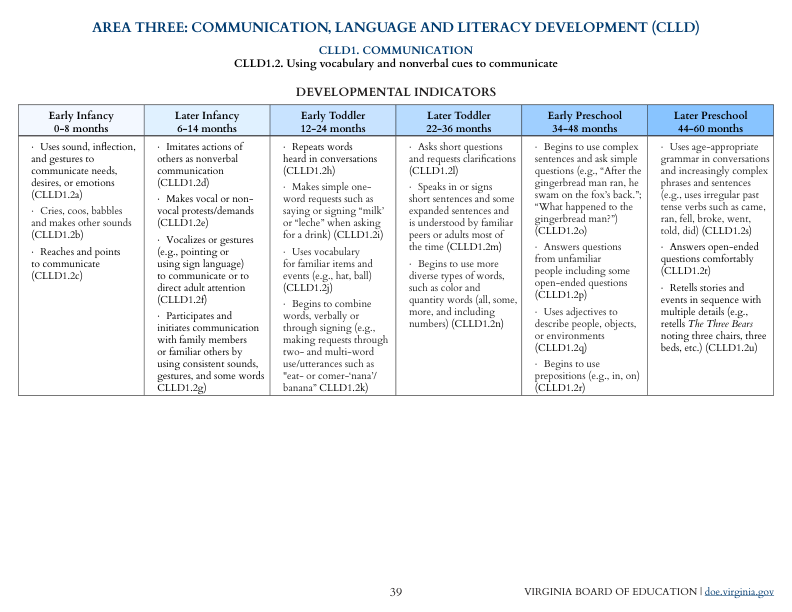 AREA THREE: COMMUNICATION, LANGUAGE AND LITERACY DEVELOPMENT (CLLD)
CLLD1. COMMUNICATION
CLLD1.2. Using vocabulary and nonverbal cues to communicate
DEVELOPMENTAL INDICATORS
Early Infancy
0–8 months
· Uses sound, inflection,
and gestures to
communicate needs,
desires, or emotions
(CLLD1.2a)
· Cries, coos, babbles
and makes other sounds
(CLLD1.2b)
· Reaches and points
to communicate
(CLLD1.2c)
Later Infancy
6–14 months
· Imitates actions of
others as nonverbal
communication
(CLLD1.2d)
· Makes vocal or non-
vocal protests/demands
(CLLD1.2e)
· Vocalizes or gestures
(e.g., pointing or
using sign language)
to communicate or to
direct adult attention
(CLLD1.2f)
· Participates and
initiates communication
with family members
or familiar others by
using consistent sounds,
gestures, and some words
CLLD1.2g)
Early Toddler
12–24 months
· Repeats words
heard in conversations
(CLLD1.2h)
· Makes simple one-
word requests such as
saying or signing “milk’
or “leche” when asking
for a drink) (CLLD1.2i)
· Uses vocabulary
for familiar items and
events (e.g., hat, ball)
(CLLD1.2j)
· Begins to combine
words, verbally or
through signing (e.g.,
making requests through
two- and multi-word
use/utterances such as
“eat- or comer-‘nana’/
banana” CLLD1.2k)
Later Toddler
22–36 months
· Asks short questions
and requests clarifications
(CLLD1.2l)
· Speaks in or signs
short sentences and some
expanded sentences and
is understood by familiar
peers or adults most of
the time (CLLD1.2m)
· Begins to use more
diverse types of words,
such as color and
quantity words (all, some,
more, and including
numbers) (CLLD1.2n)
Early Preschool
34–48 months
· Begins to use complex
sentences and ask simple
questions (e.g., “After the
gingerbread man ran, he
swam on the fox’s back.”;
“What happened to the
gingerbread man?”)
(CLLD1.2o)
· Answers questions
from unfamiliar
people including some
open-ended questions
(CLLD1.2p)
· Uses adjectives to
describe people, objects,
or environments
(CLLD1.2q)
· Begins to use
prepositions (e.g., in, on)
(CLLD1.2r)
Later Preschool
44–60 months
· Uses age-appropriate
grammar in conversations
and increasingly complex
phrases and sentences
(e.g., uses irregular past
tense verbs such as came,
ran, fell, broke, went,
told, did) (CLLD1.2s)
· Answers open-ended
questions comfortably
(CLLD1.2t)
· Retells stories and
events in sequence with
multiple details (e.g.,
retells The Three Bears
noting three chairs, three
beds, etc.) (CLLD1.2u)
39
VIRGINIA BOARD OF EDUCATION | doe.virginia.gov